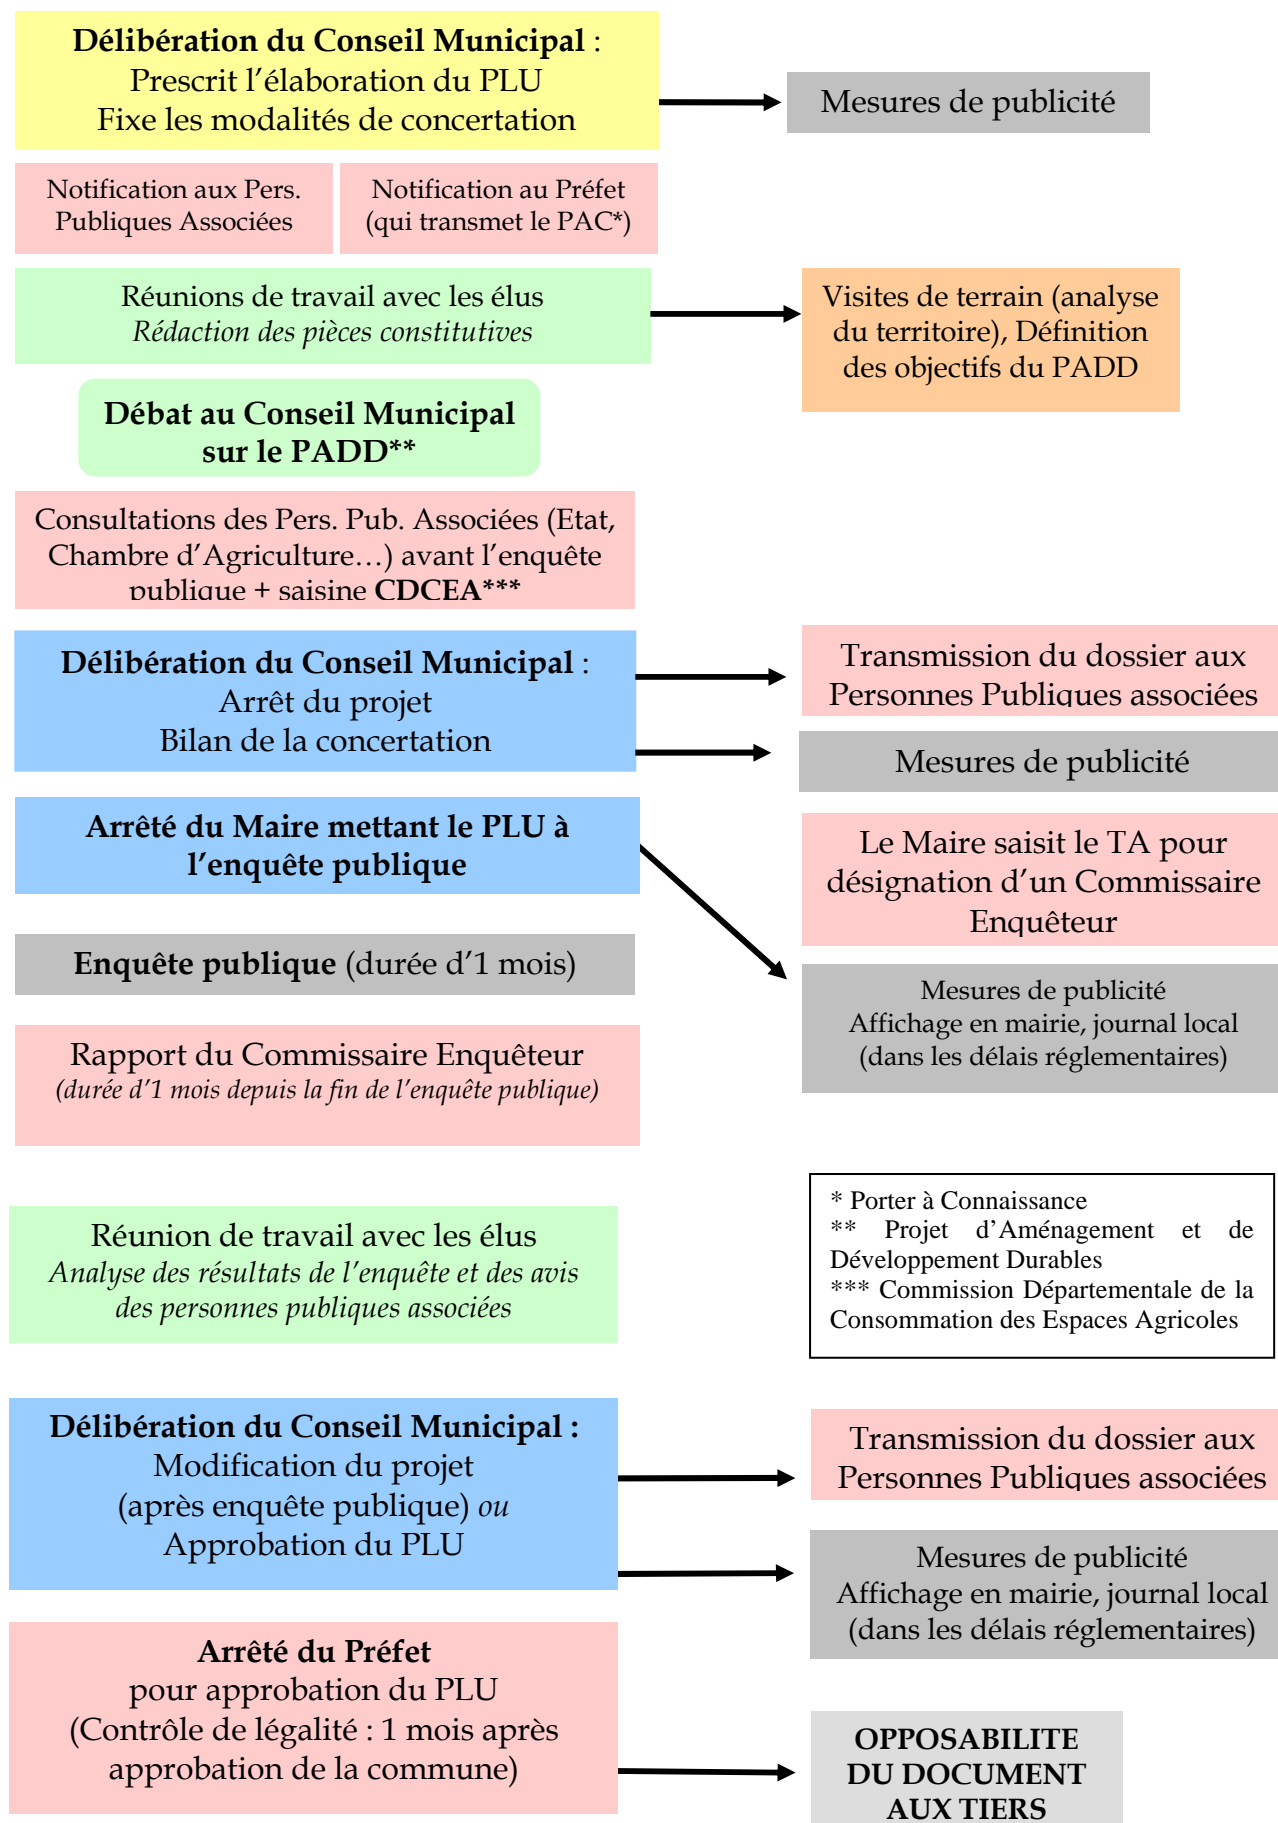 Délibération du Conseil Municipal :
Prescrit l’élaboration du PLU
Fixe les modalités de concertation
Mesures de publicité
Notification aux Pers.
Publiques Associées
Notification au Préfet
(qui transmet le PAC*)
Réunions de travail avec les élus
Rédaction des pièces constitutives
Visites de terrain (analyse
du territoire), Définition
des objectifs du PADD
Débat au Conseil Municipal
sur le PADD**
Consultations des Pers. Pub. Associées (Etat,
Chambre d’Agriculture…) avant l’enquête
publique + saisine CDCEA***
Délibération du Conseil Municipal :
Arrêt du projet
Bilan de la concertation
Transmission du dossier aux
Personnes Publiques associées
Mesures de publicité
Arrêté du Maire mettant le PLU à
l’enquête publique
Le Maire saisit le TA pour
désignation d’un Commissaire
Enquêteur
Enquête publique (durée d’1 mois)
Mesures de publicité
Affichage en mairie, journal local
(dans les délais réglementaires)
Rapport du Commissaire Enquêteur
(durée d’1 mois depuis la fin de l’enquête publique)
* Porter à Connaissance
** Projet d’Aménagement et de
Développement Durables
*** Commission Départementale de la
Consommation des Espaces Agricoles
Réunion de travail avec les élus
Analyse des résultats de l’enquête et des avis
des personnes publiques associées
Délibération du Conseil Municipal :
Modification du projet
(après enquête publique) ou
Approbation du PLU
Transmission du dossier aux
Personnes Publiques associées
Mesures de publicité
Affichage en mairie, journal local
(dans les délais réglementaires)
Arrêté du Préfet
pour approbation du PLU
(Contrôle de légalité : 1 mois après
approbation de la commune)
OPPOSABILITE
DU DOCUMENT
AUX TIERS